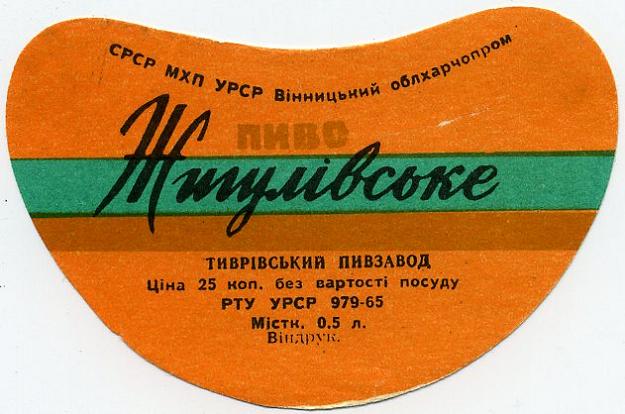 СРСР МХП УРСР Вінницький облхарчопром
пиво
Жигулівське
ТИВРІВСЬКИЙ ПИВЗАВОД
Ціна 25 коп. без вартості посуду
РТУ УРСР 979-65
Містк. 0.5 л.
Віндрук.